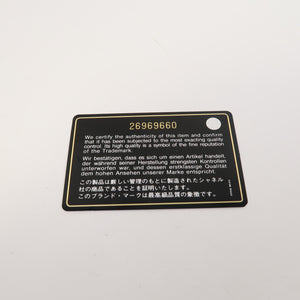 26969660
We certify the authenticity of this item and confirm
that it has been subjected to the most exacting quality
control. Its high quality is a symbol of the fine reputation
of the Trademark.
Wir bestätigen, dass es sich um einen Artikel handelt,
der während seiner Herstellung strengsten Kontrollen
unterworfen war, und dessen erstklassige Qualität
dem hohen Ansehen unserer Marke entspricht.
この製品は厳しい管理のもとに製造されたシャネル
社の商品であることを証明いたします。
このブランド・マークは最高級品質の象徴です。